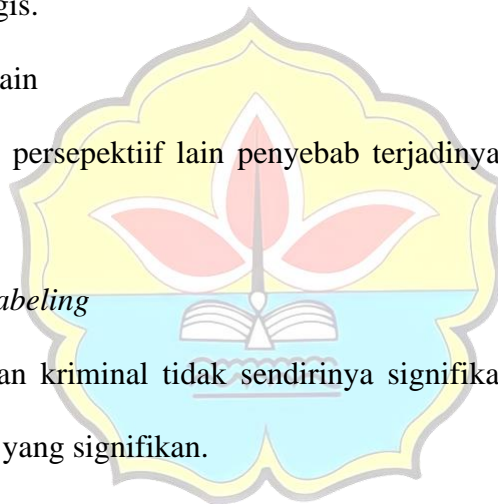 gis.
ain
persepektiif lain penyebab terjadinya
abeling
an kriminal tidak sendirinya signifika
yang signifikan.